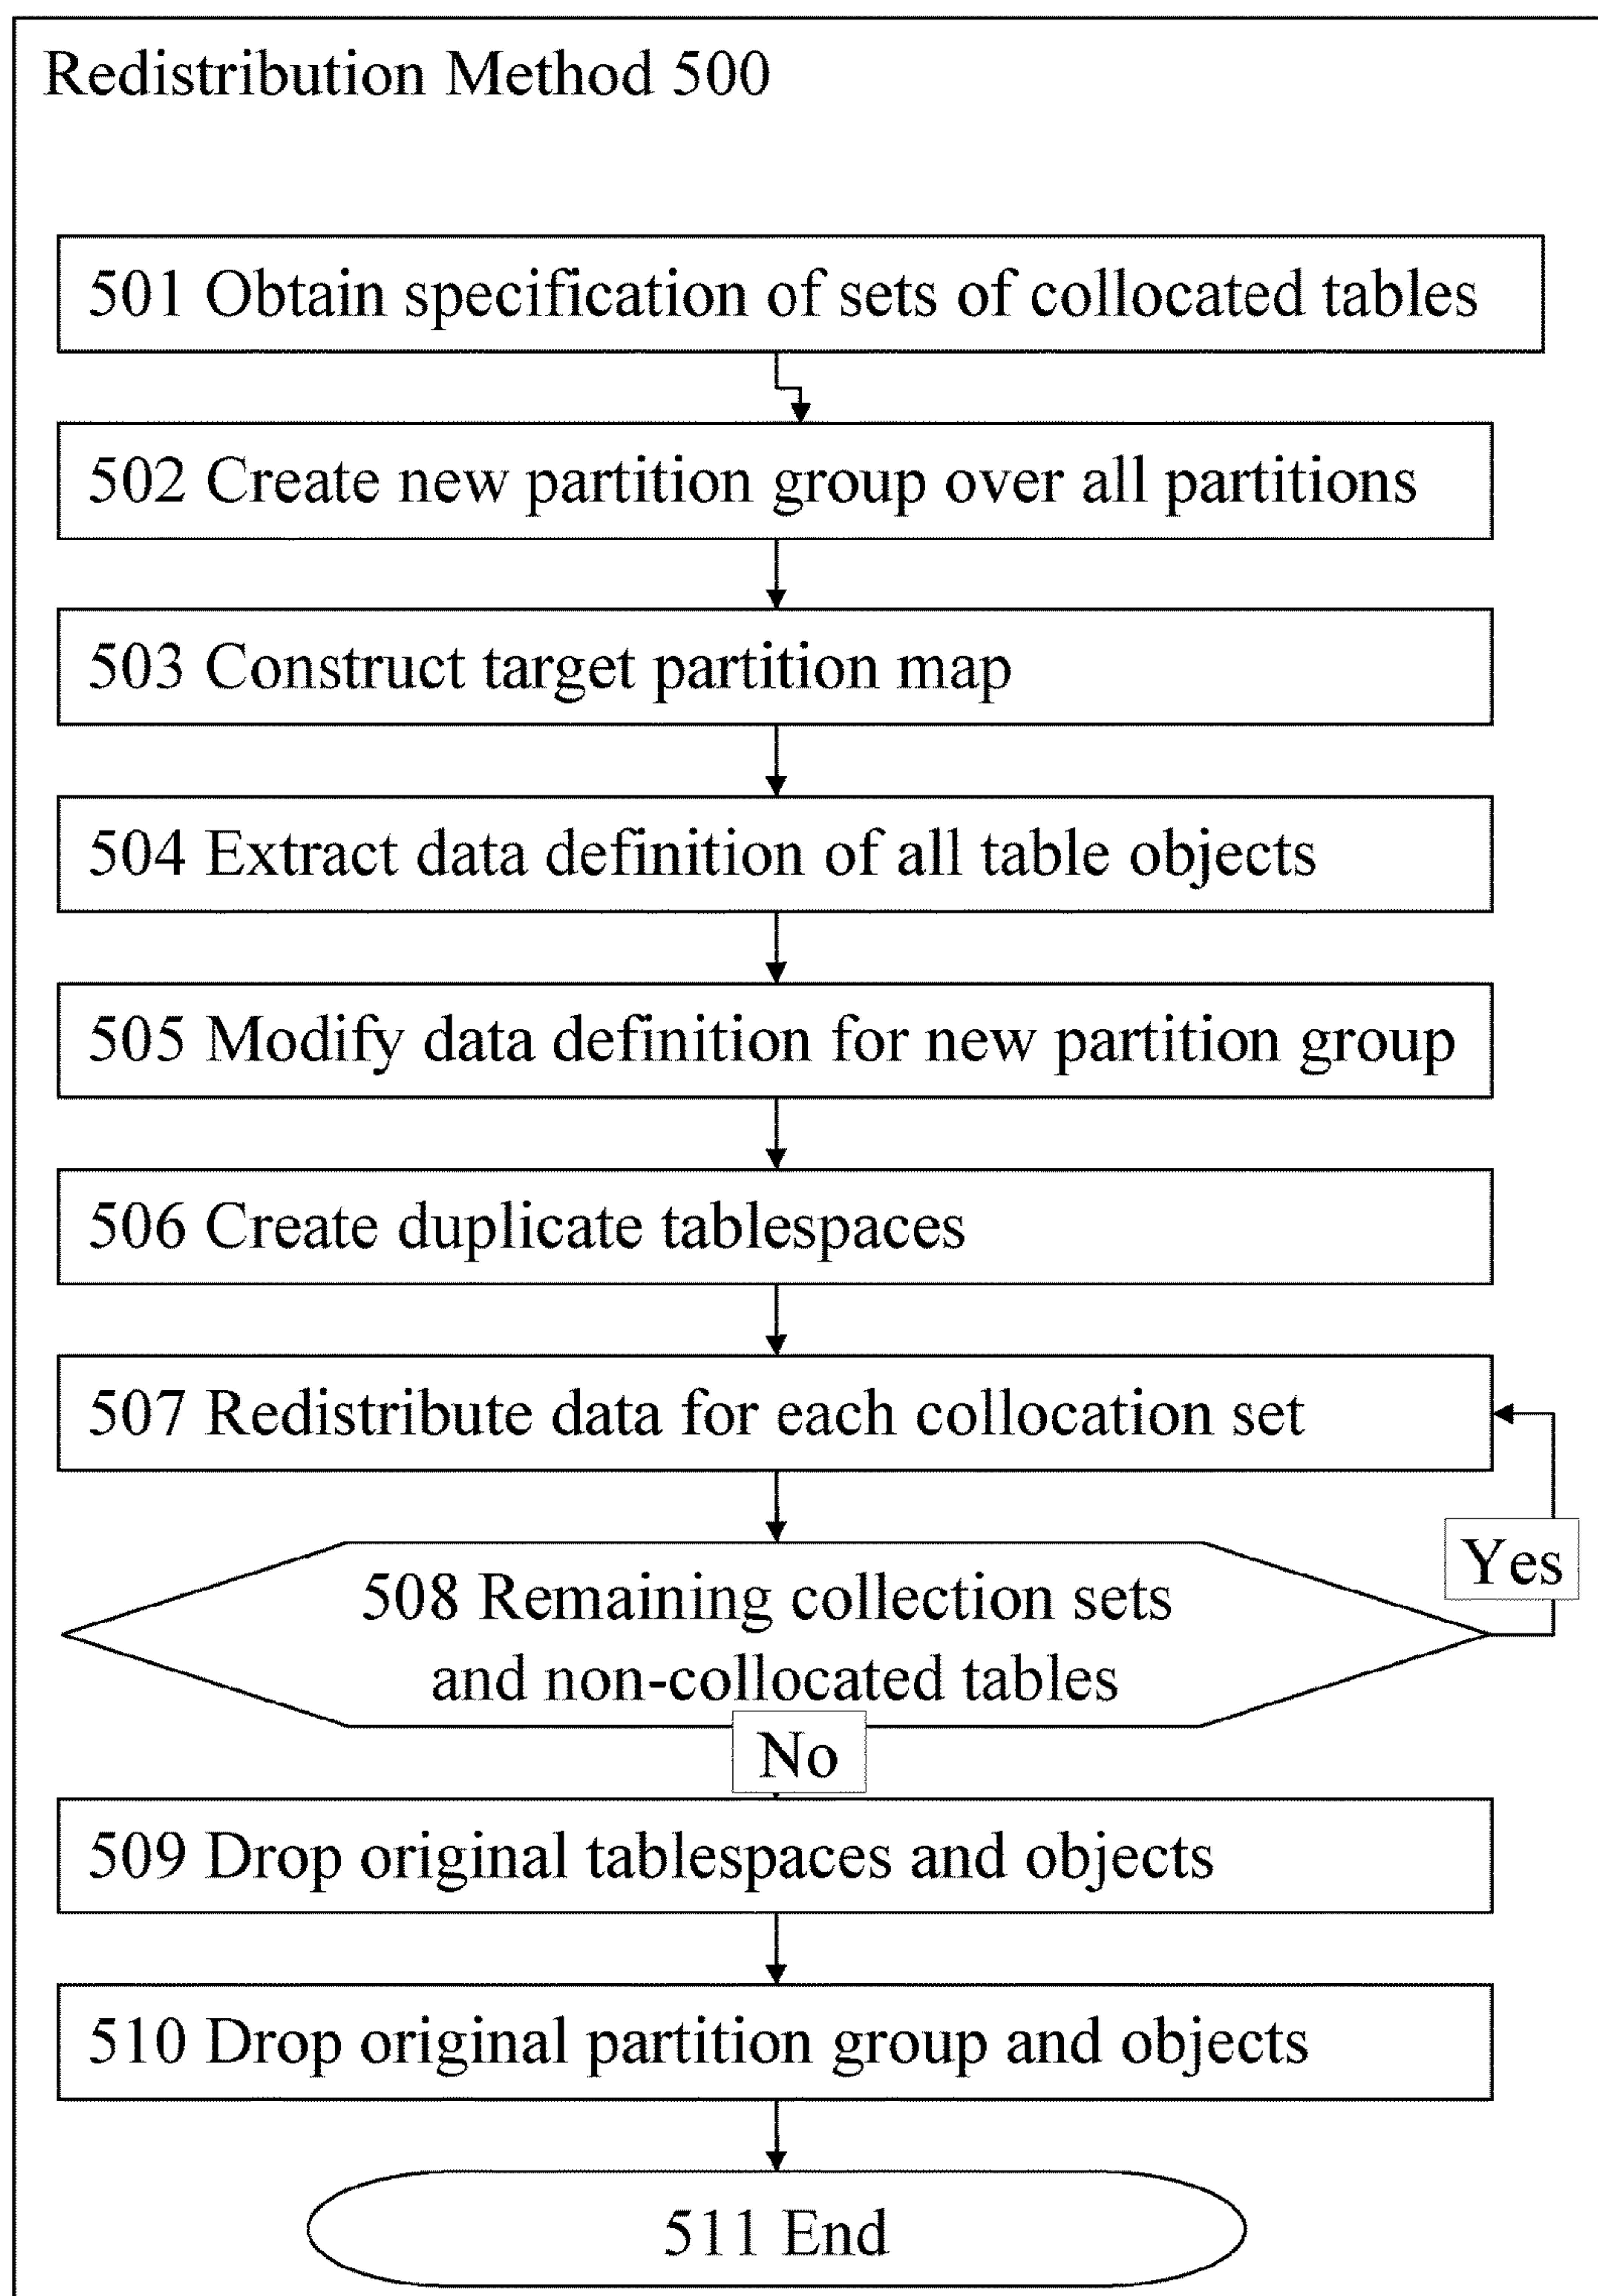 Redistribution Method 500
501 Obtain specification of sets of collocated tables
502 Create new partition group over all partitions
503 Construct target partition map
504 Extract data definition of all table objects
505 Modify data definition for new partition group
506 Create duplicate tablespaces
507 Redistribute data for each collocation set
Yes
508 Remaining collection sets
and non-collocated tables
No
509 Drop original tablespaces and objects
510 Drop original partition group and objects
511 End